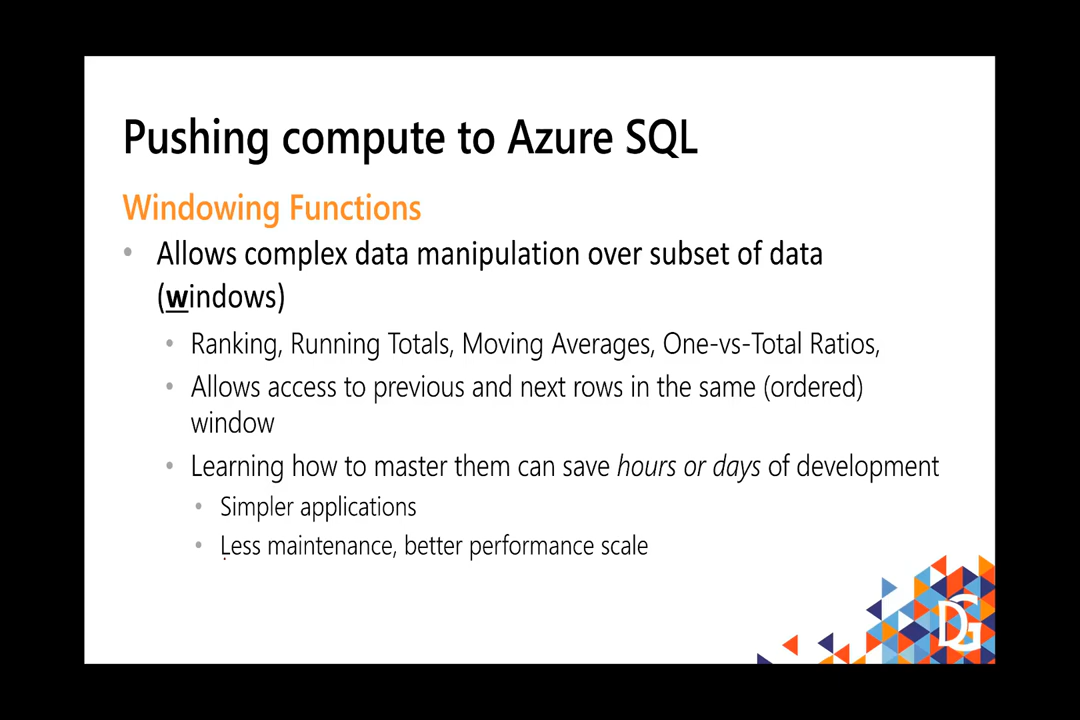 Pushing compute to Azure SQL
Windowing Functions
• Allows complex data manipulation over subset of data
(windows)
• Ranking, Running Totals, Moving Averages, One-vs-Total Ratios,
• Allows access to previous and next rows in the same (ordered)
window
• Learning how to master them can save hours or days of development
• Simpler applications
• Less maintenance, better performance scale
DG